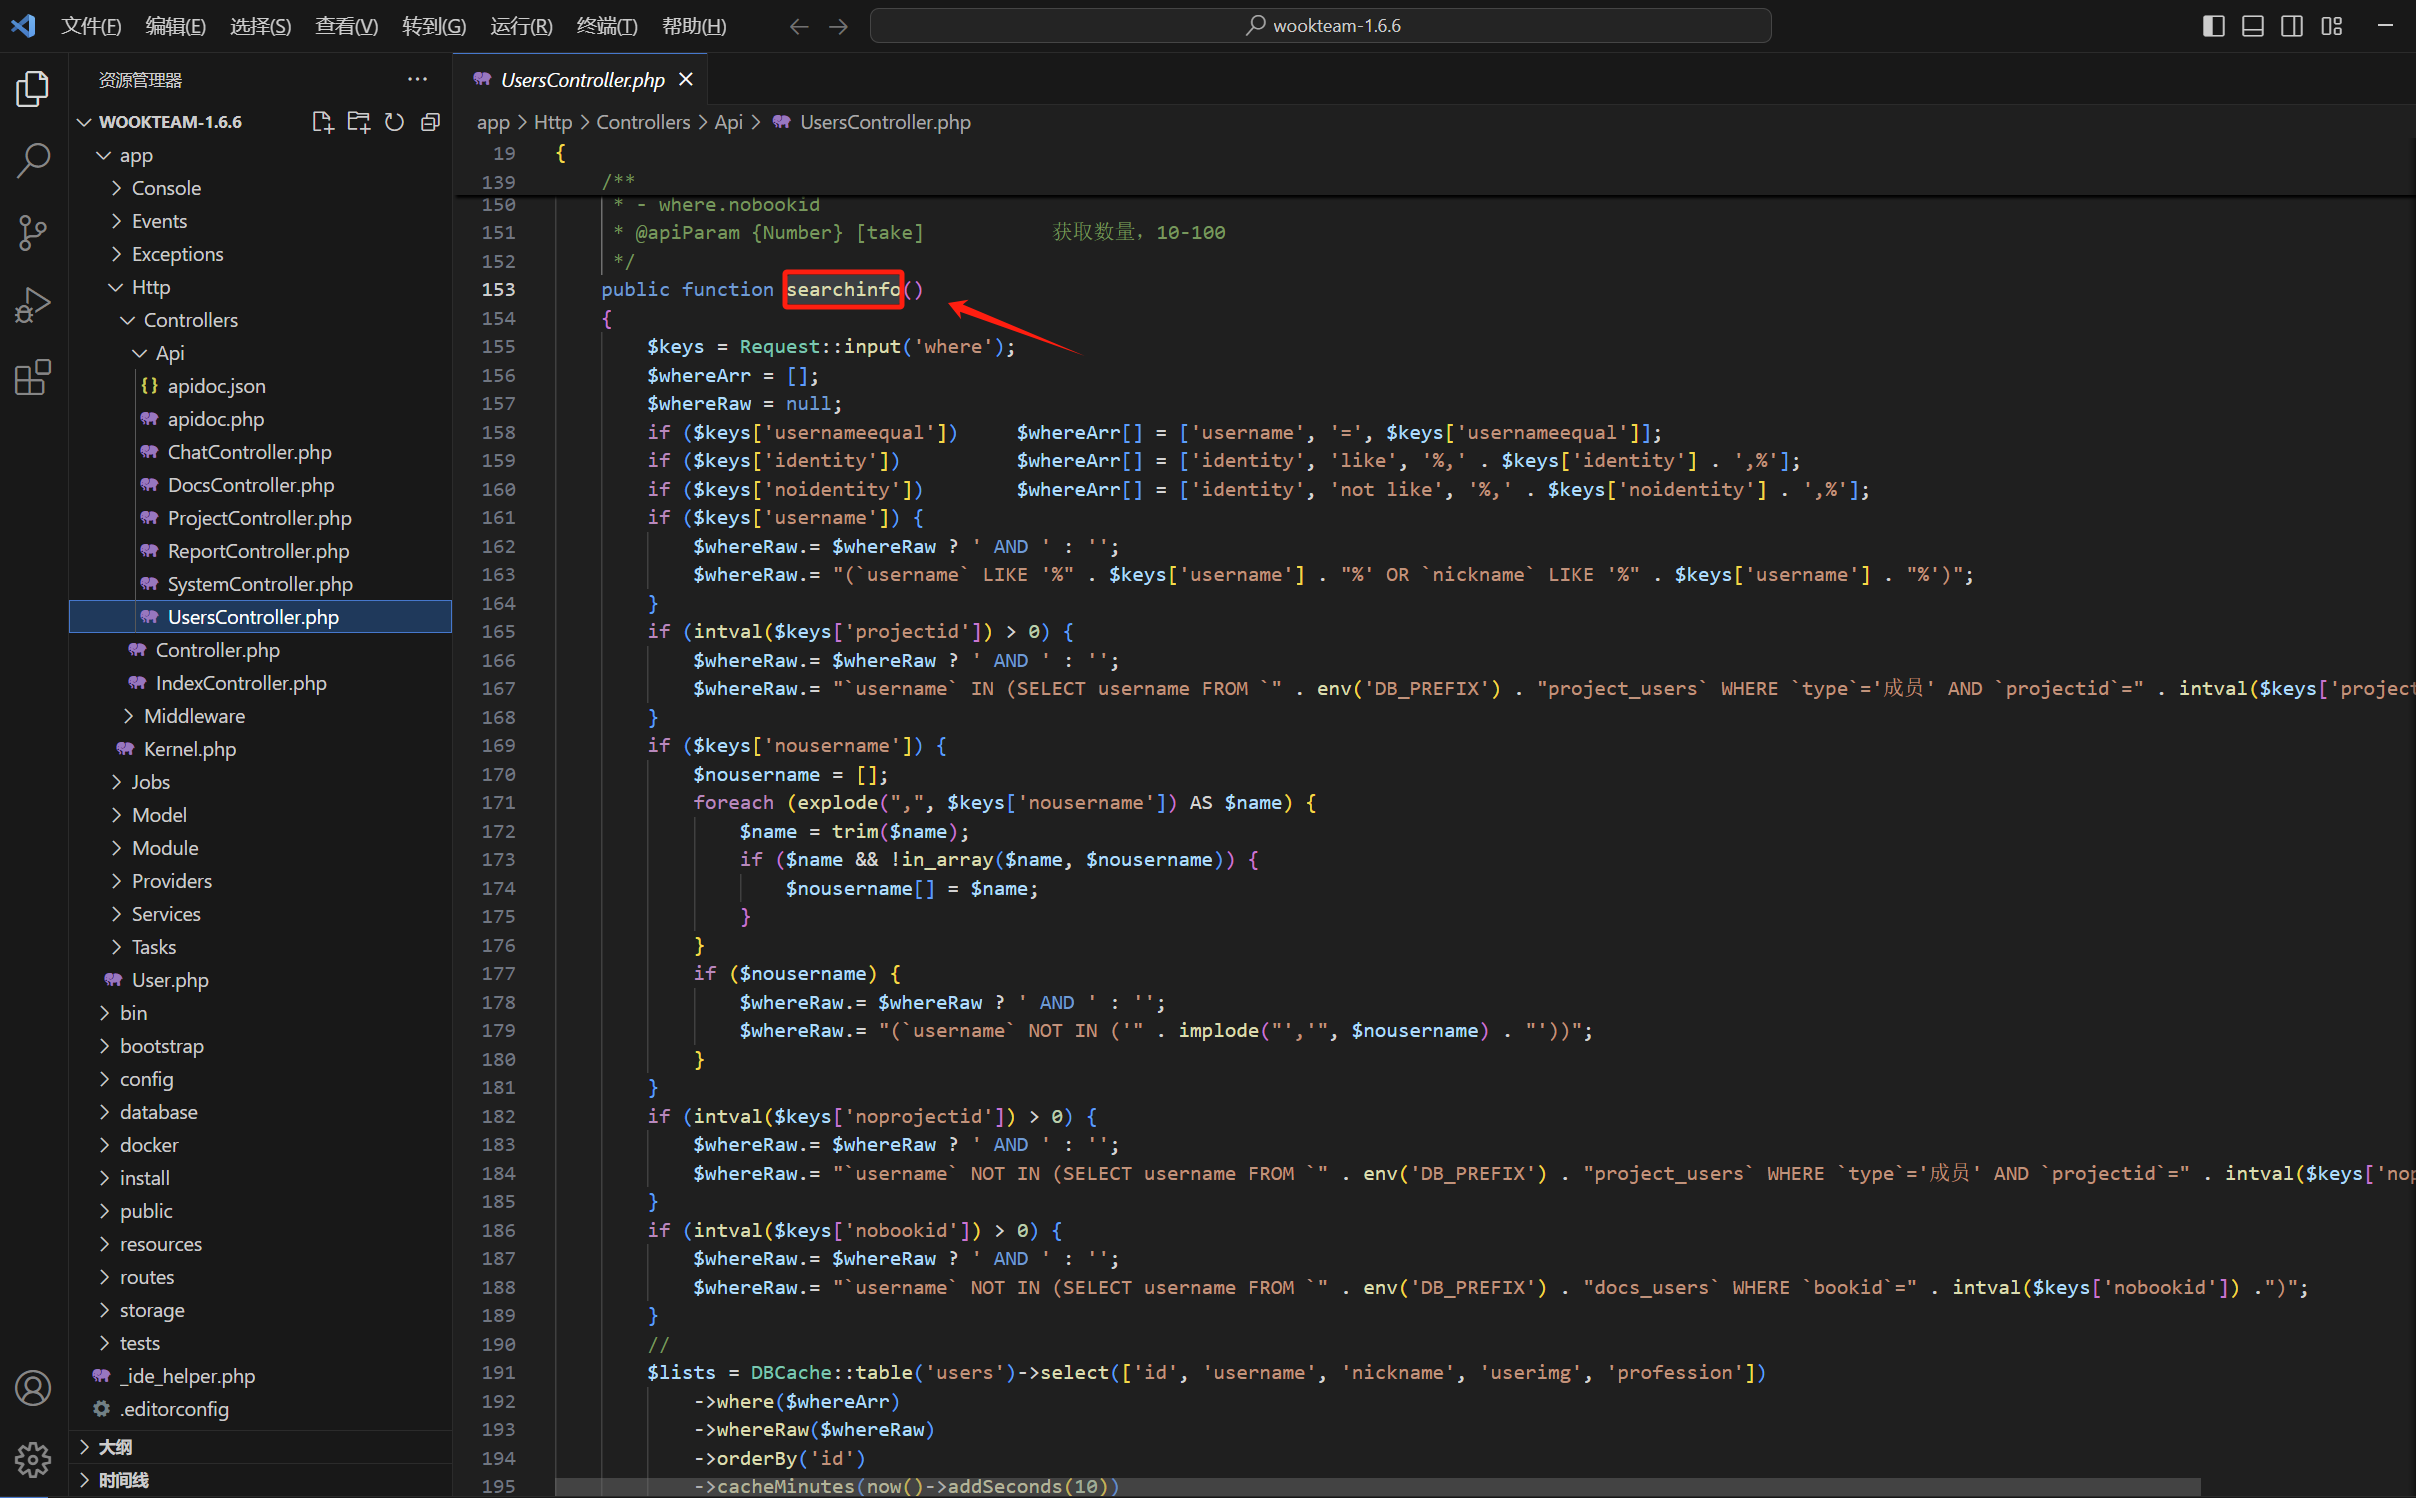 文件(F) 编辑(E) 选择(S) 查看(V) 转到(G) 运行(R) 终端(T) 帮助(H)
wookteam-1.6.6
资源管理器
WOOKTEAM-1.6.6
app
Console
Events
Exceptions
Http
Controllers
Api
apidoc.json
apidoc.php
ChatController.php
DocsController.php
ProjectController.php
ReportController.php
SystemController.php
UsersController.php
Controller.php
IndexController.php
Middleware
Kernel.php
Jobs
Model
Module
Providers
Services
Tasks
User.php
bin
bootstrap
config
database
docker
install
public
resources
routes
storage
tests
_ide_helper.php
.editorconfig
大纲
时间线
UsersController.php
app > Http > Controllers > Api > UsersController.php
19 {
139 /**
150 * - where.nobookid
151 * @apiParam {Number} [take] 获取数量，10-100
152 */
153 public function searchinfo()
154 {
155 $keys = Request::input('where');
156 $whereArr = [];
157 $whereRaw = null;
158 if ($keys['usernameequal']) $whereArr[] = ['username', '=', $keys['usernameequal']];
159 if ($keys['identity']) $whereArr[] = ['identity', 'like', '%,' . $keys['identity'] . ',%'];
160 if ($keys['noidentity']) $whereArr[] = ['identity', 'not like', '%,' . $keys['noidentity'] . ',%'];
161 if ($keys['username']) {
162 $whereRaw.= $whereRaw ? ' AND ' : '';
163 $whereRaw.= "(`username` LIKE '%" . $keys['username'] . "%' OR `nickname` LIKE '%" . $keys['username'] . "%')";
164 }
165 if (intval($keys['projectid']) > 0) {
166 $whereRaw.= $whereRaw ? ' AND ' : '';
167 $whereRaw.= "`username` IN (SELECT username FROM `" . env('DB_PREFIX') . "project_users` WHERE `type`='成员' AND `projectid`=" . intval($keys['project
168 }
169 if ($keys['nousername']) {
170 $nousername = [];
171 foreach (explode(",", $keys['nousername']) AS $name) {
172 $name = trim($name);
173 if ($name && !in_array($name, $nousername)) {
174 $nousername[] = $name;
175 }
176 }
177 if ($nousername) {
178 $whereRaw.= $whereRaw ? ' AND ' : '';
179 $whereRaw.= "(`username` NOT IN ('" . implode("','", $nousername) . "'))";
180 }
181 }
182 if (intval($keys['noprojectid']) > 0) {
183 $whereRaw.= $whereRaw ? ' AND ' : '';
184 $whereRaw.= "`username` NOT IN (SELECT username FROM `" . env('DB_PREFIX') . "project_users` WHERE `type`='成员' AND `projectid`=" . intval($keys['nop
185 }
186 if (intval($keys['nobookid']) > 0) {
187 $whereRaw.= $whereRaw ? ' AND ' : '';
188 $whereRaw.= "`username` NOT IN (SELECT username FROM `" . env('DB_PREFIX') . "docs_users` WHERE `bookid`=" . intval($keys['nobookid']) .")";
189 }
190 //
191 $lists = DBCache::table('users')->select(['id', 'username', 'nickname', 'userimg', 'profession'])
192 ->where($whereArr)
193 ->whereRaw($whereRaw)
194 ->orderBy('id')
195 ->cacheMinutes(now()->addSeconds(10))